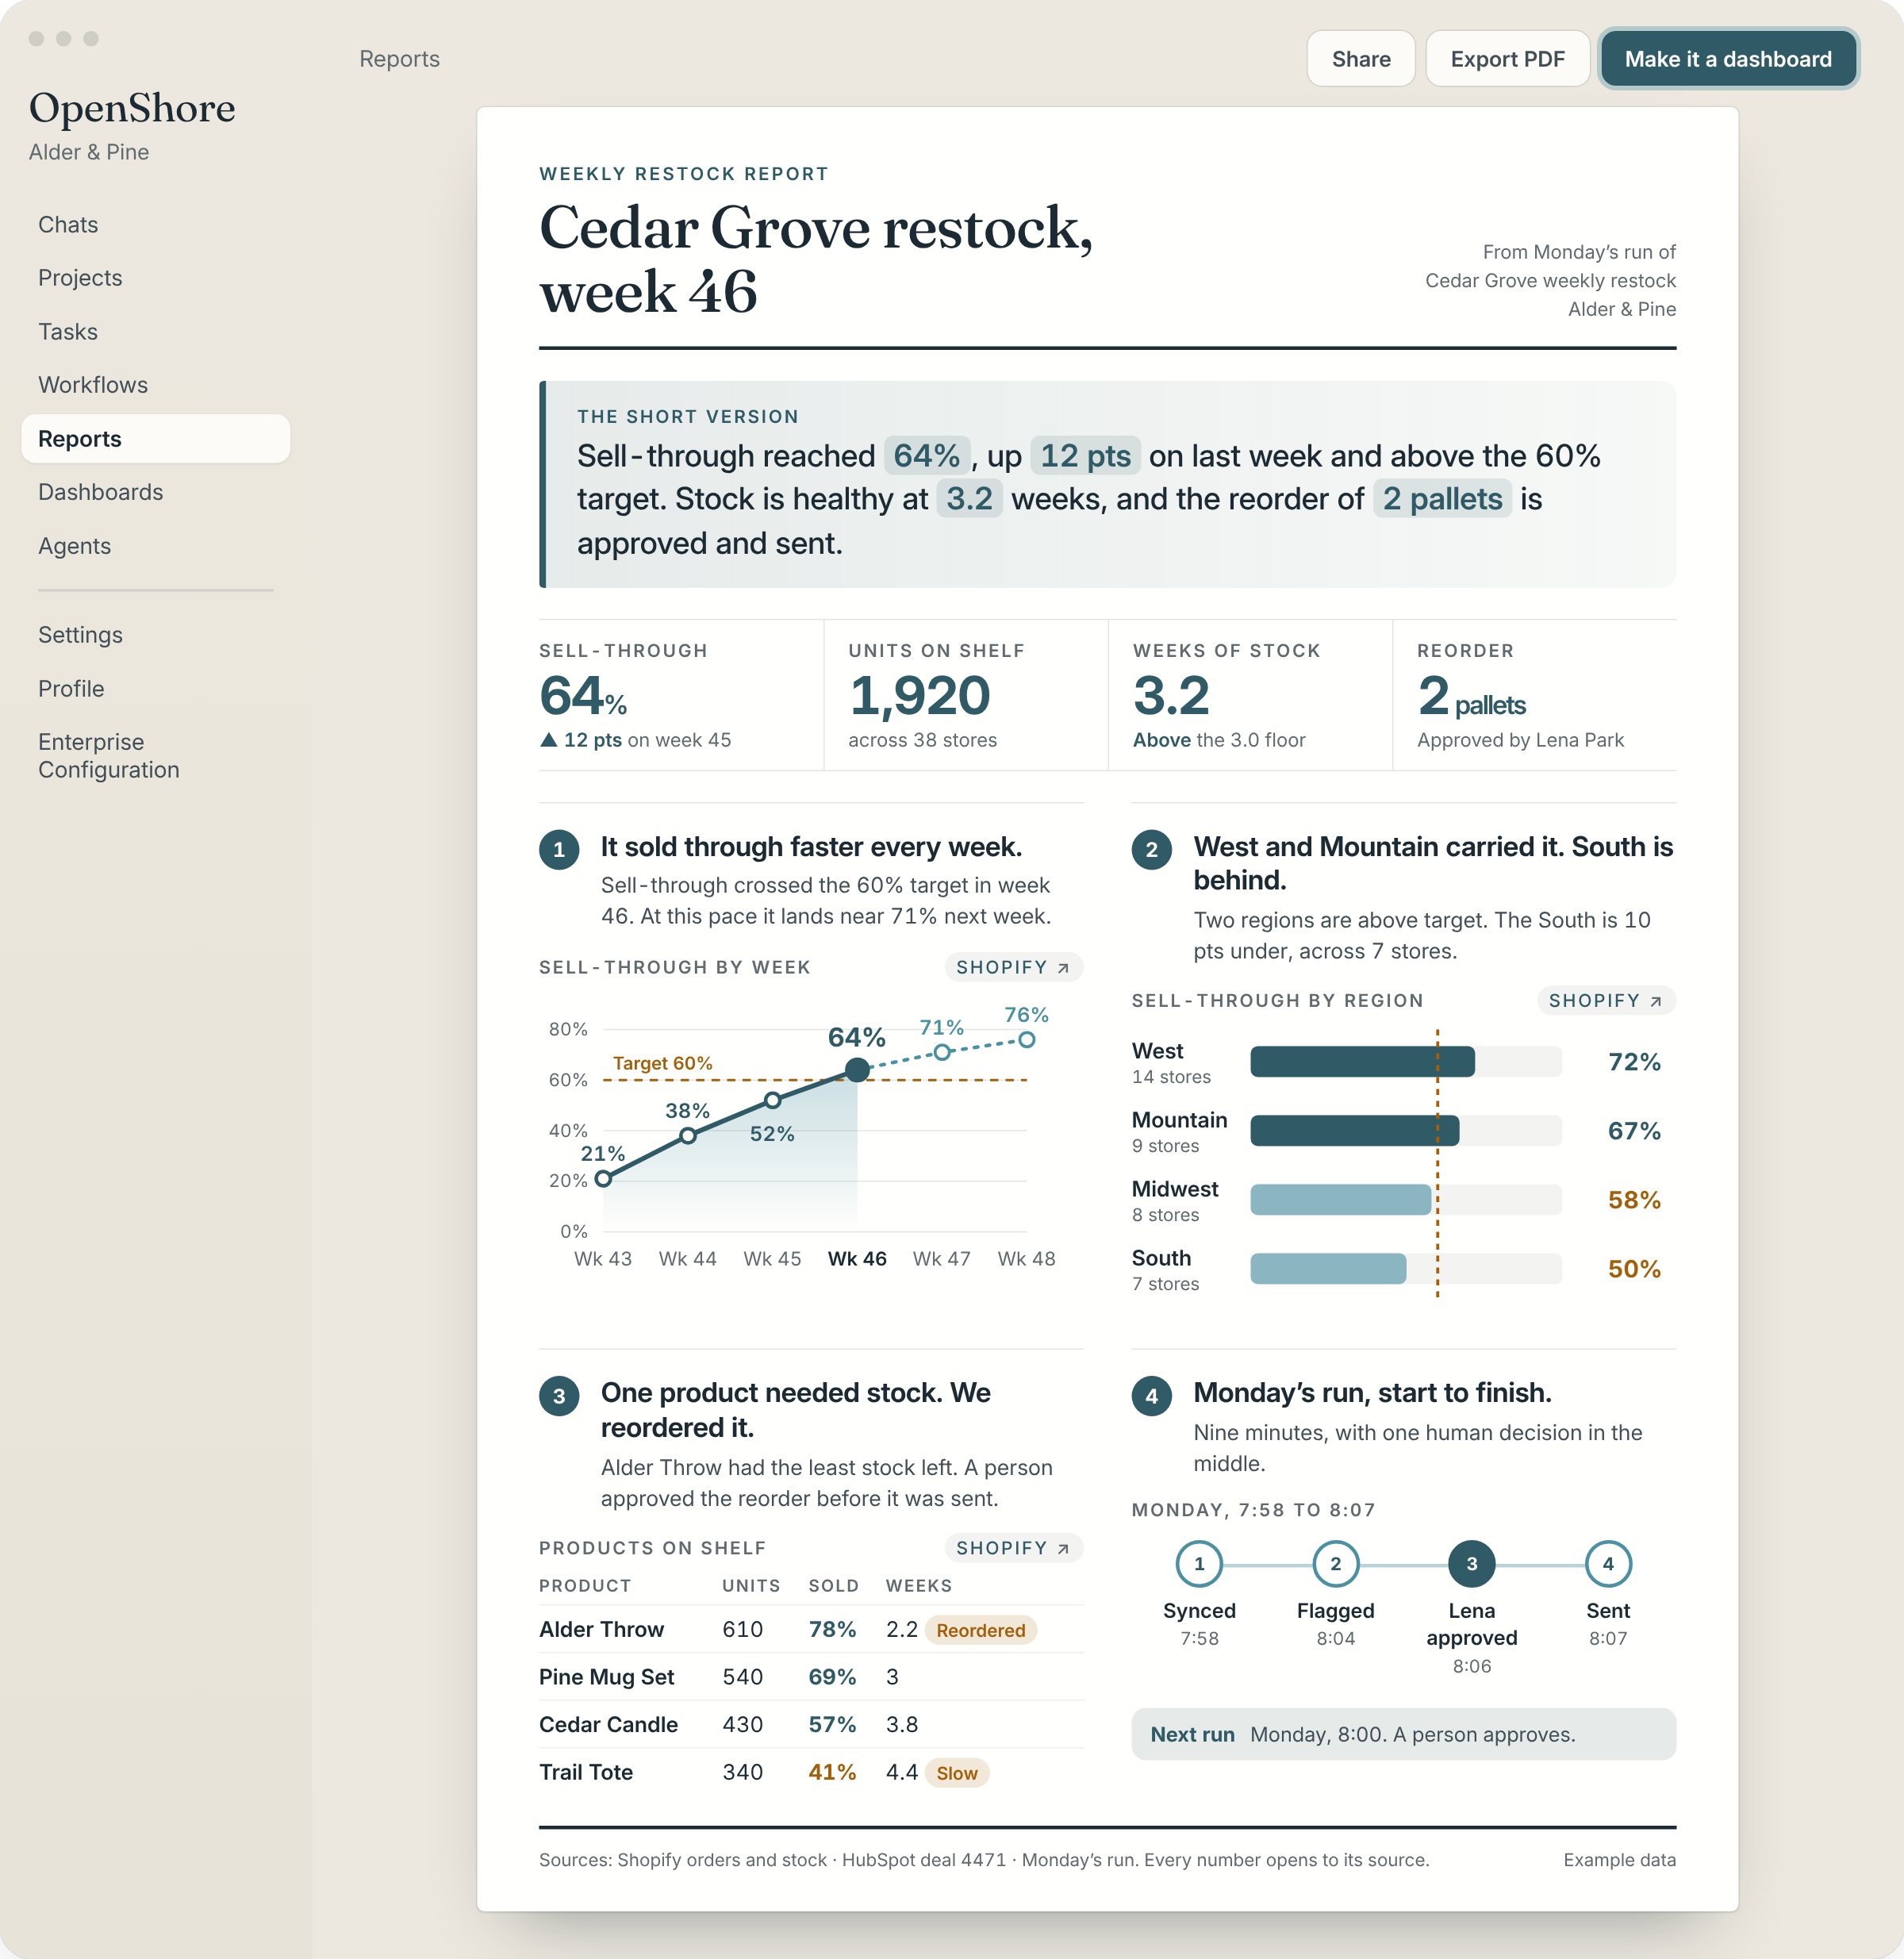 Reports
Share
Export PDF
Make it a dashboard
OpenShore
Alder & Pine
Chats
Projects
Tasks
Workflows
Reports
Dashboards
Agents
Settings
Profile
Enterprise
Configuration
WEEKLY RESTOCK REPORT
Cedar Grove restock,
week 46
From Monday’s run of
Cedar Grove weekly restock
Alder & Pine
THE SHORT VERSION
Sell-through reached 64%, up 12 pts on last week and above the 60%
target. Stock is healthy at 3.2 weeks, and the reorder of 2 pallets is
approved and sent.
SELL-THROUGH
64%
▲ 12 pts on week 45
UNITS ON SHELF
1,920
across 38 stores
WEEKS OF STOCK
3.2
Above the 3.0 floor
REORDER
2 pallets
Approved by Lena Park
1
It sold through faster every week.
Sell-through crossed the 60% target in week
46. At this pace it lands near 71% next week.
SELL-THROUGH BY WEEK
SHOPIFY ↗
80%
60%
40%
20%
0%
Target 60%
21%
38%
52%
64%
71%
76%
Wk 43
Wk 44
Wk 45
Wk 46
Wk 47
Wk 48
2
West and Mountain carried it. South is
behind.
Two regions are above target. The South is 10
pts under, across 7 stores.
SELL-THROUGH BY REGION
SHOPIFY ↗
West
14 stores
72%
Mountain
9 stores
67%
Midwest
8 stores
58%
South
7 stores
50%
3
One product needed stock. We
reordered it.
Alder Throw had the least stock left. A person
approved the reorder before it was sent.
PRODUCTS ON SHELF
SHOPIFY ↗
PRODUCT UNITS SOLD WEEKS
Alder Throw 610 78% 2.2 Reordered
Pine Mug Set 540 69% 3
Cedar Candle 430 57% 3.8
Trail Tote 340 41% 4.4 Slow
4
Monday’s run, start to finish.
Nine minutes, with one human decision in the
middle.
MONDAY, 7:58 TO 8:07
1
Synced
7:58
2
Flagged
8:04
3
Lena
approved
8:06
4
Sent
8:07
Next run Monday, 8:00. A person approves.
Sources: Shopify orders and stock · HubSpot deal 4471 · Monday’s run. Every number opens to its source.
Example data